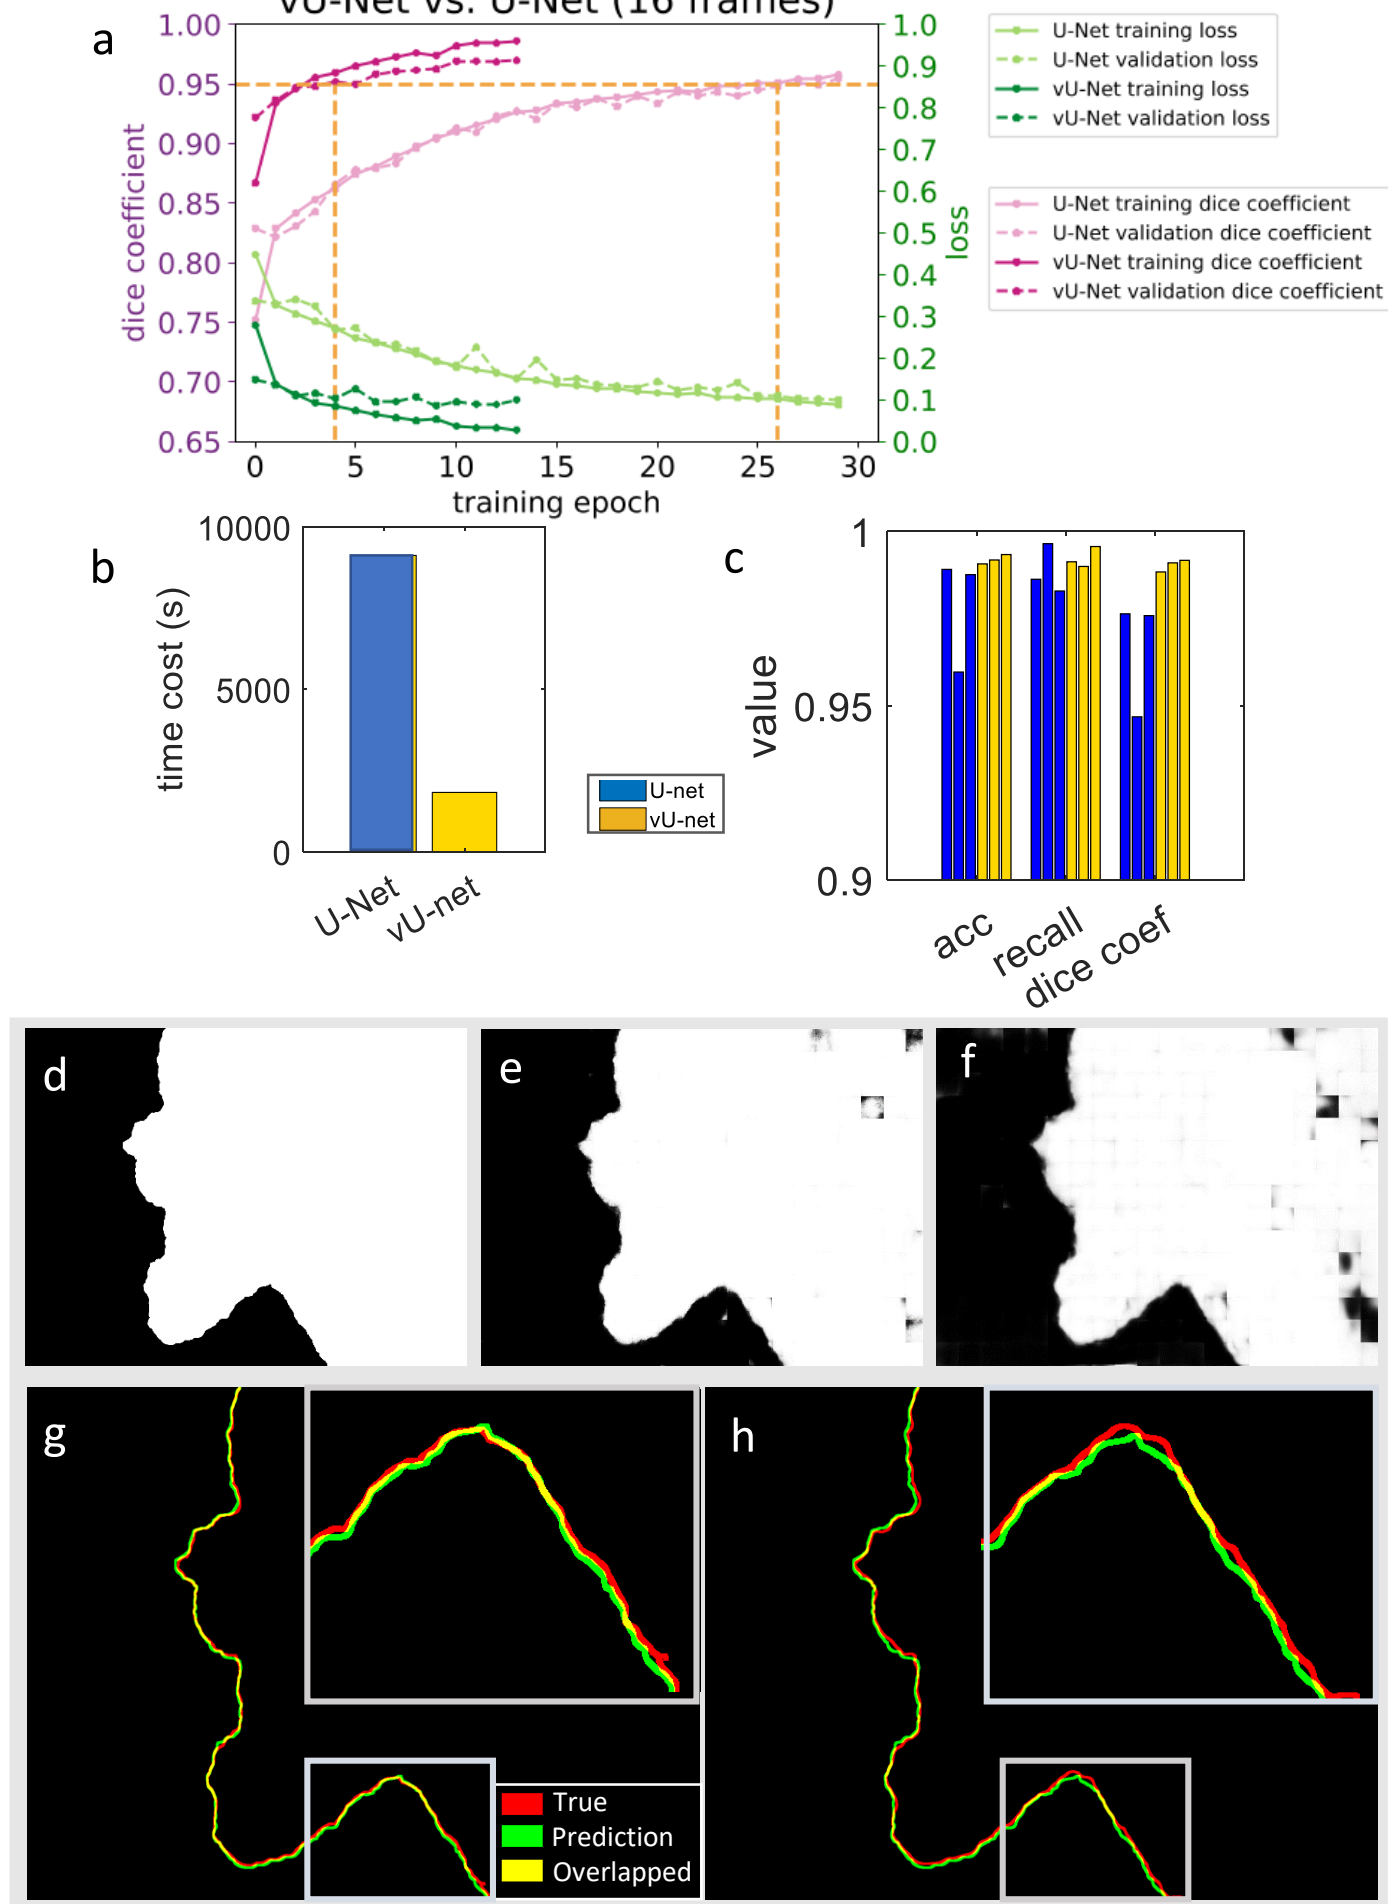 vU-Net vs. U-Net (16 frames)
a
1.00
0.95
0.90
0.85
0.80
0.75
0.70
0.65
dice coefficient
1.0
0.9
0.8
0.7
0.6
0.5
0.4
0.3
0.2
0.1
0.0
loss
0 5 10 15 20 25 30
training epoch
U-Net training loss
U-Net validation loss
vU-Net training loss
vU-Net validation loss
U-Net training dice coefficient
U-Net validation dice coefficient
vU-Net training dice coefficient
vU-Net validation dice coefficient
b
10000
5000
0
time cost (s)
U-Net
vU-net
U-net
vU-net
c
1
0.95
0.9
value
acc
recall
dice coef
d
e
f
g
True
Prediction
Overlapped
h